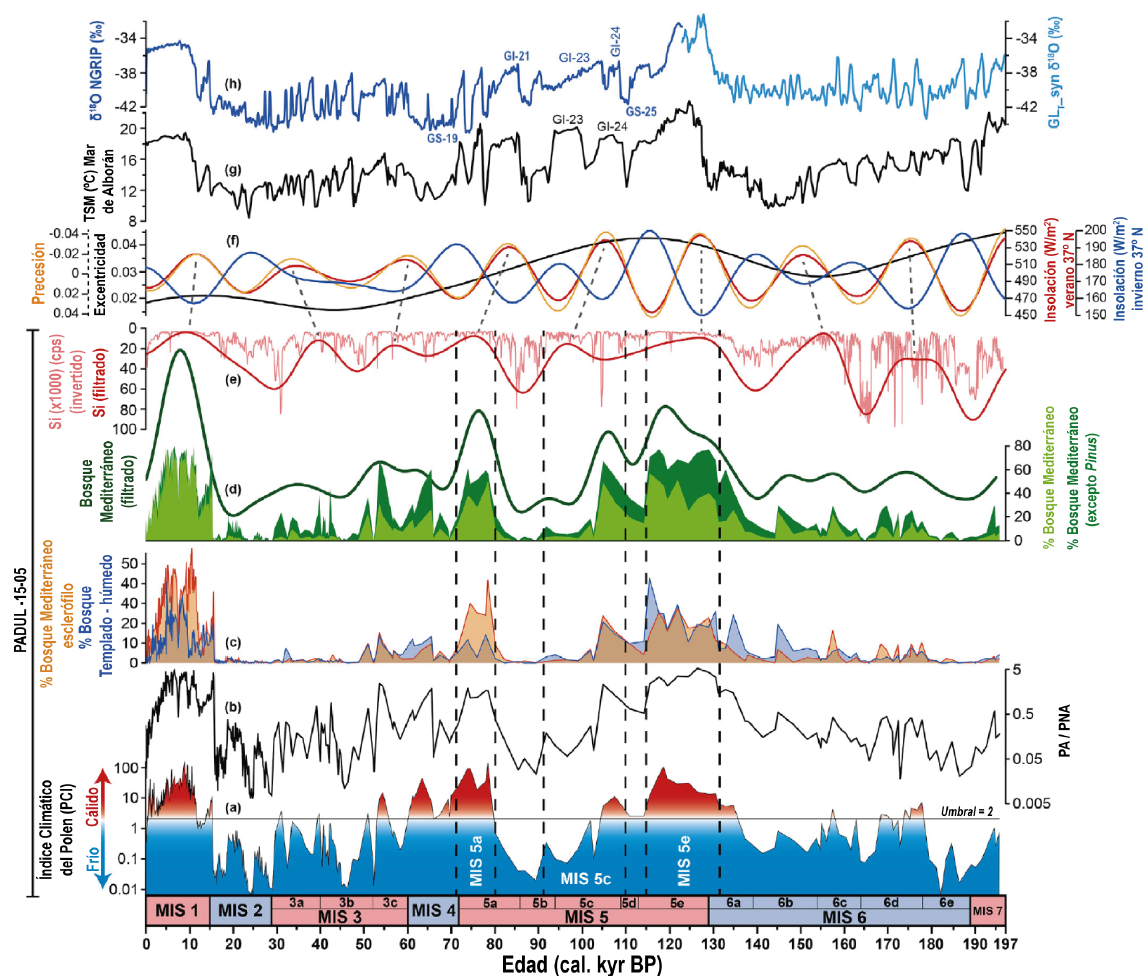 δ¹⁸O NGRIP (‰)
-34
-38
-42
(h)
GI-21
GI-23
GI-24
GS-19
GS-25
-34
-38
-42
GLT_syn δ¹⁸O (‰)
TSM (ºC) Mar
de Alborán
20
16
12
8
(g)
GI-23
GI-24
Precesión
-0.04
-0.02
0
0.02
0.04
Excentricidad
0.04
0.03
0.02
(f)
550
530
510
490
470
450
Insolación (W/m²)
verano 37º N
200
190
180
170
160
150
Insolación (W/m²)
inviemo 37º N
PADUL -15-05
Si (x1000) (cps)
(invertido)
Si (filtrado)
0
20
40
60
80
100
(e)
Bosque
Mediterráneo
(filtrado)
(d)
80
60
40
20
0
% Bosque Mediterráneo
% Bosque Mediterráneo
(excepto Pinus)
% Bosque Mediterráneo
esclerófilo
% Bosque
Templado - húmedo
50
40
30
20
10
0
(c)
(b)
5
0.5
0.05
0.005
PA / PNA
Índice Climático
del Polen (PCI)
Frío
Cálido
100
10
1
0.1
0.01
(a)
Umbral = 2
MIS 5a
MIS 5c
MIS 5e
3a
3b
3c
5a
5b
5c
5d
5e
6a
6b
6c
6d
6e
MIS 1
MIS 2
MIS 3
MIS 4
MIS 5
MIS 6
MIS 7
0
10
20
30
40
50
60
70
80
90
100
110
120
130
140
150
160
170
180
190
197
Edad (cal. kyr BP)